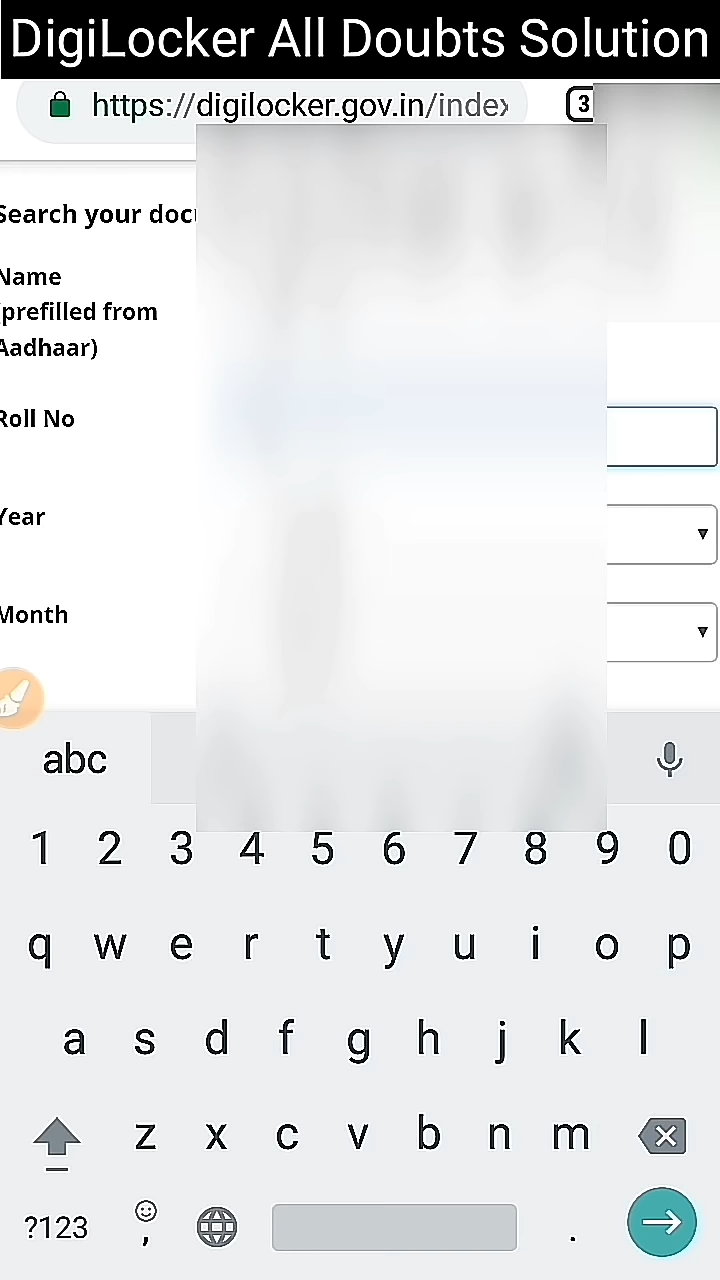 DigiLocker All Doubts Solution
https://digilocker.gov.in/index
3
Search your docu
Name
(prefilled from
Aadhaar)
Roll No
Year
Month
abc
1 2 3 4 5 6 7 8 9 0
q w e r t y u i o p
a s d f g h j k l
z x c v b n m
?123 , .